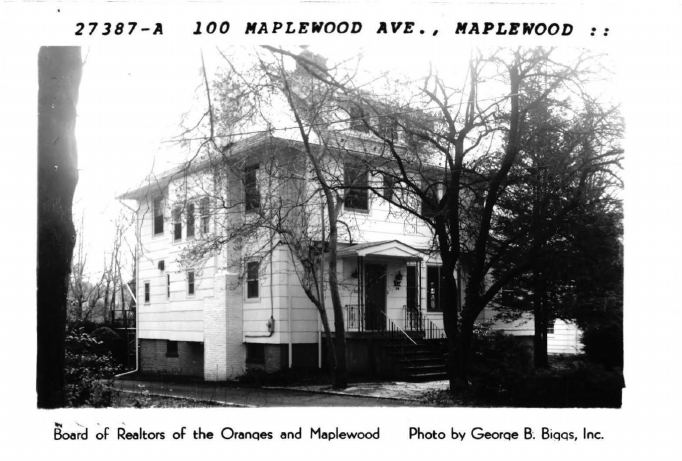 27387-A 100 MAPLEWOOD AVE., MAPLEWOOD ::
Board of Realtors of the Oranges and Maplewood Photo by George B. Biggs, Inc.